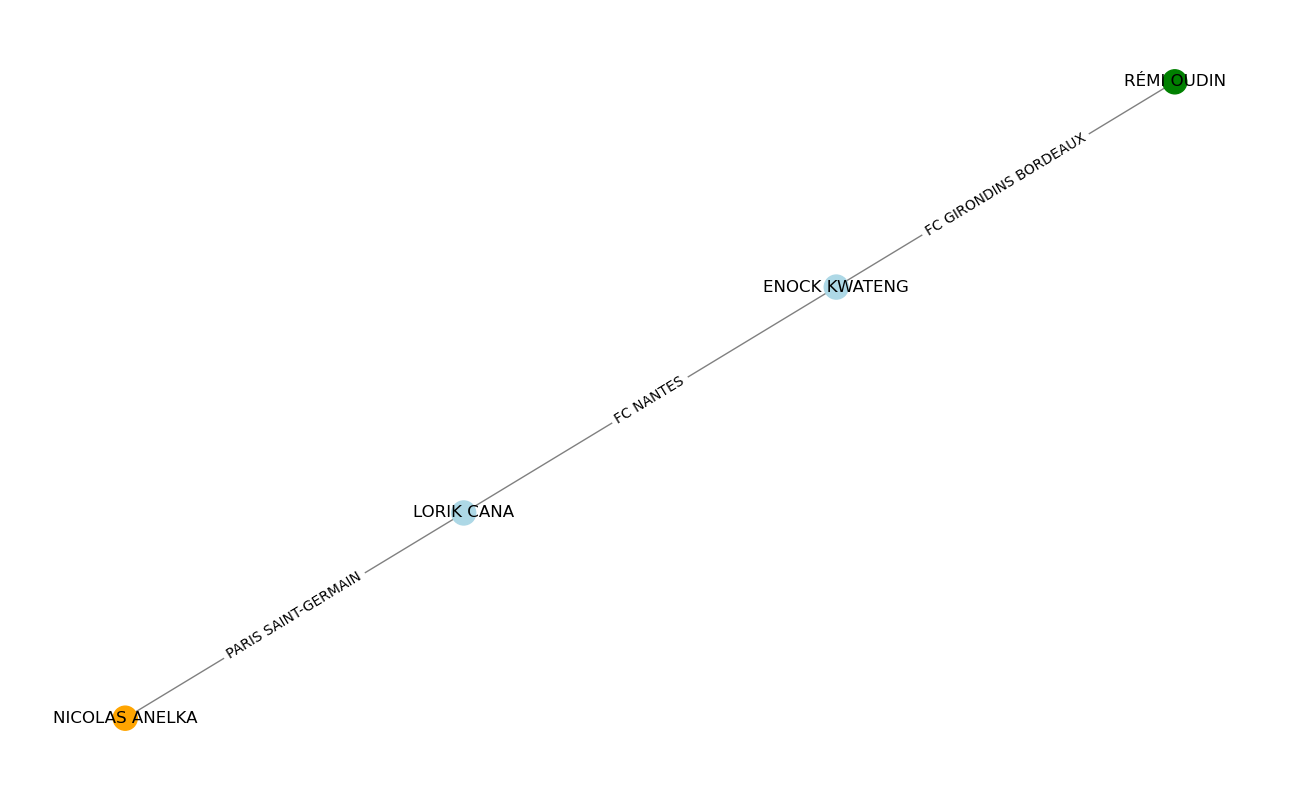 RÉMI OUDIN
FC GIRONDINS BORDEAUX
ENOCK KWATENG
FC NANTES
LORIK CANA
PARIS SAINT-GERMAIN
NICOLAS ANELKA